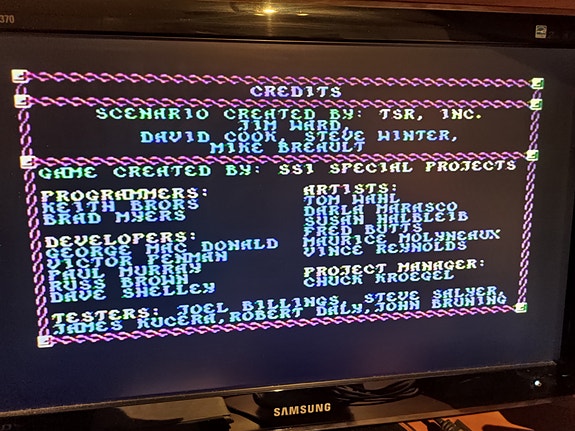 370
CREDITS
SCENARIO CREATED BY: TSR, INC.
JIM WARD
DAVID COOK, STEVE WINTER,
MIKE BREAULT
GAME CREATED BY: SSI SPECIAL PROJECTS
PROGRAMMERS:
KEITH BRORS
BRAD MYERS
DEVELOPERS:
GEORGE MAC DONALD
VICTOR PENMAN
PAUL MURRAY
RUSS BROWN
DAVE SHELLEY
ARTISTS:
TOM WAHL
DARLA MARASCO
SUSAN HALBLEIB
FRED BUTTS
MAURICE MOLYNEAUX
VINCE REYNOLDS
PROJECT MANAGER:
CHUCK KROEGEL
TESTERS: JOEL BILLINGS, STEVE SALYER,
JAMES KUCERA,ROBERT DALY,JOHN BRUNING
SAMSUNG